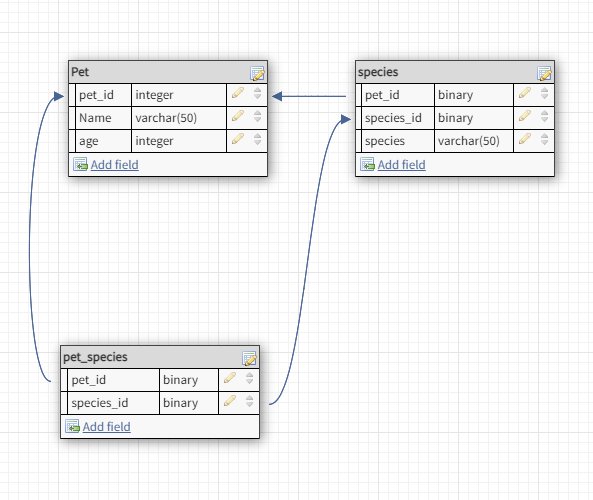 Pet
pet_id integer
Name varchar(50)
age integer
Add field
species
pet_id binary
species_id binary
species varchar(50)
Add field
pet_species
pet_id binary
species_id binary
Add field